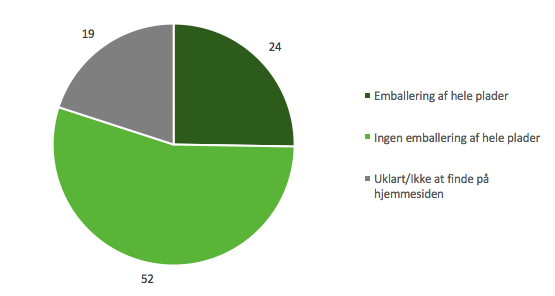 19
24
52
Emballering af hele plader
Ingen emballering af hele plader
Uklart/Ikke at finde på
hjemmesiden